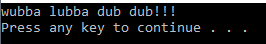 wubba lubba dub dub!!!
Press any key to continue . . .